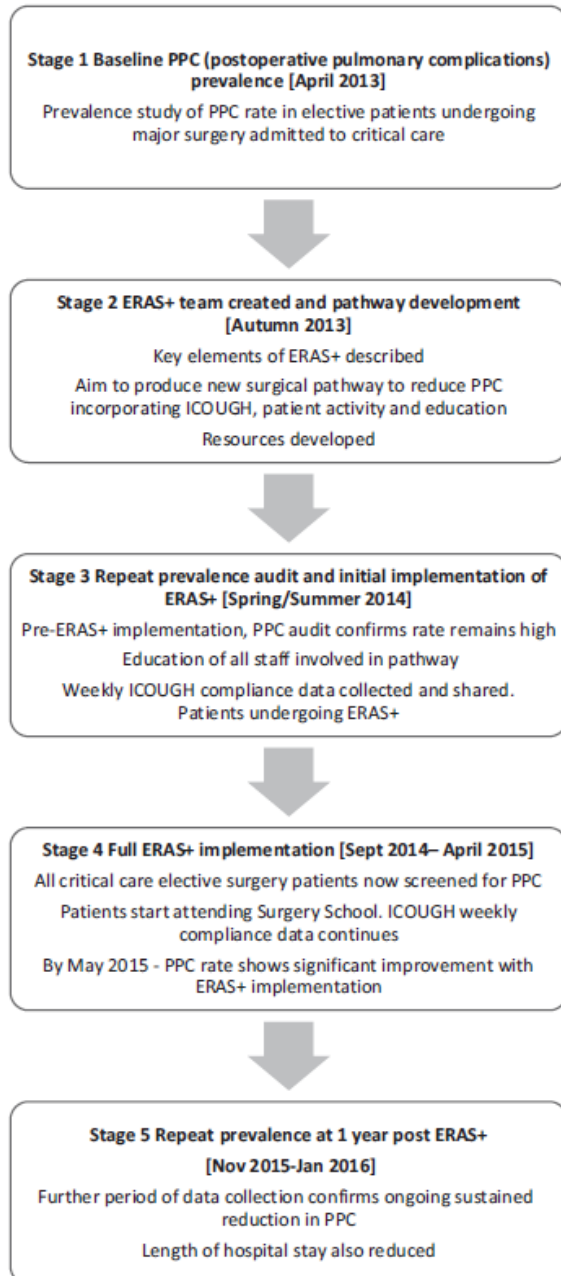 Stage 1 Baseline PPC (postoperative pulmonary complications)
prevalence [April 2013]
Prevalence study of PPC rate in elective patients undergoing
major surgery admitted to critical care
Stage 2 ERAS+ team created and pathway development
[Autumn 2013]
Key elements of ERAS+ described
Aim to produce new surgical pathway to reduce PPC
incorporating ICOUGH, patient activity and education
Resources developed
Stage 3 Repeat prevalence audit and initial implementation of
ERAS+ [Spring/Summer 2014]
Pre-ERAS+ implementation, PPC audit confirms rate remains high
Education of all staff involved in pathway
Weekly ICOUGH compliance data collected and shared.
Patients undergoing ERAS+
Stage 4 Full ERAS+ implementation [Sept 2014– April 2015]
All critical care elective surgery patients now screened for PPC
Patients start attending Surgery School. ICOUGH weekly
compliance data continues
By May 2015 - PPC rate shows significant improvement with
ERAS+ implementation
Stage 5 Repeat prevalence at 1 year post ERAS+
[Nov 2015-Jan 2016]
Further period of data collection confirms ongoing sustained
reduction in PPC
Length of hospital stay also reduced